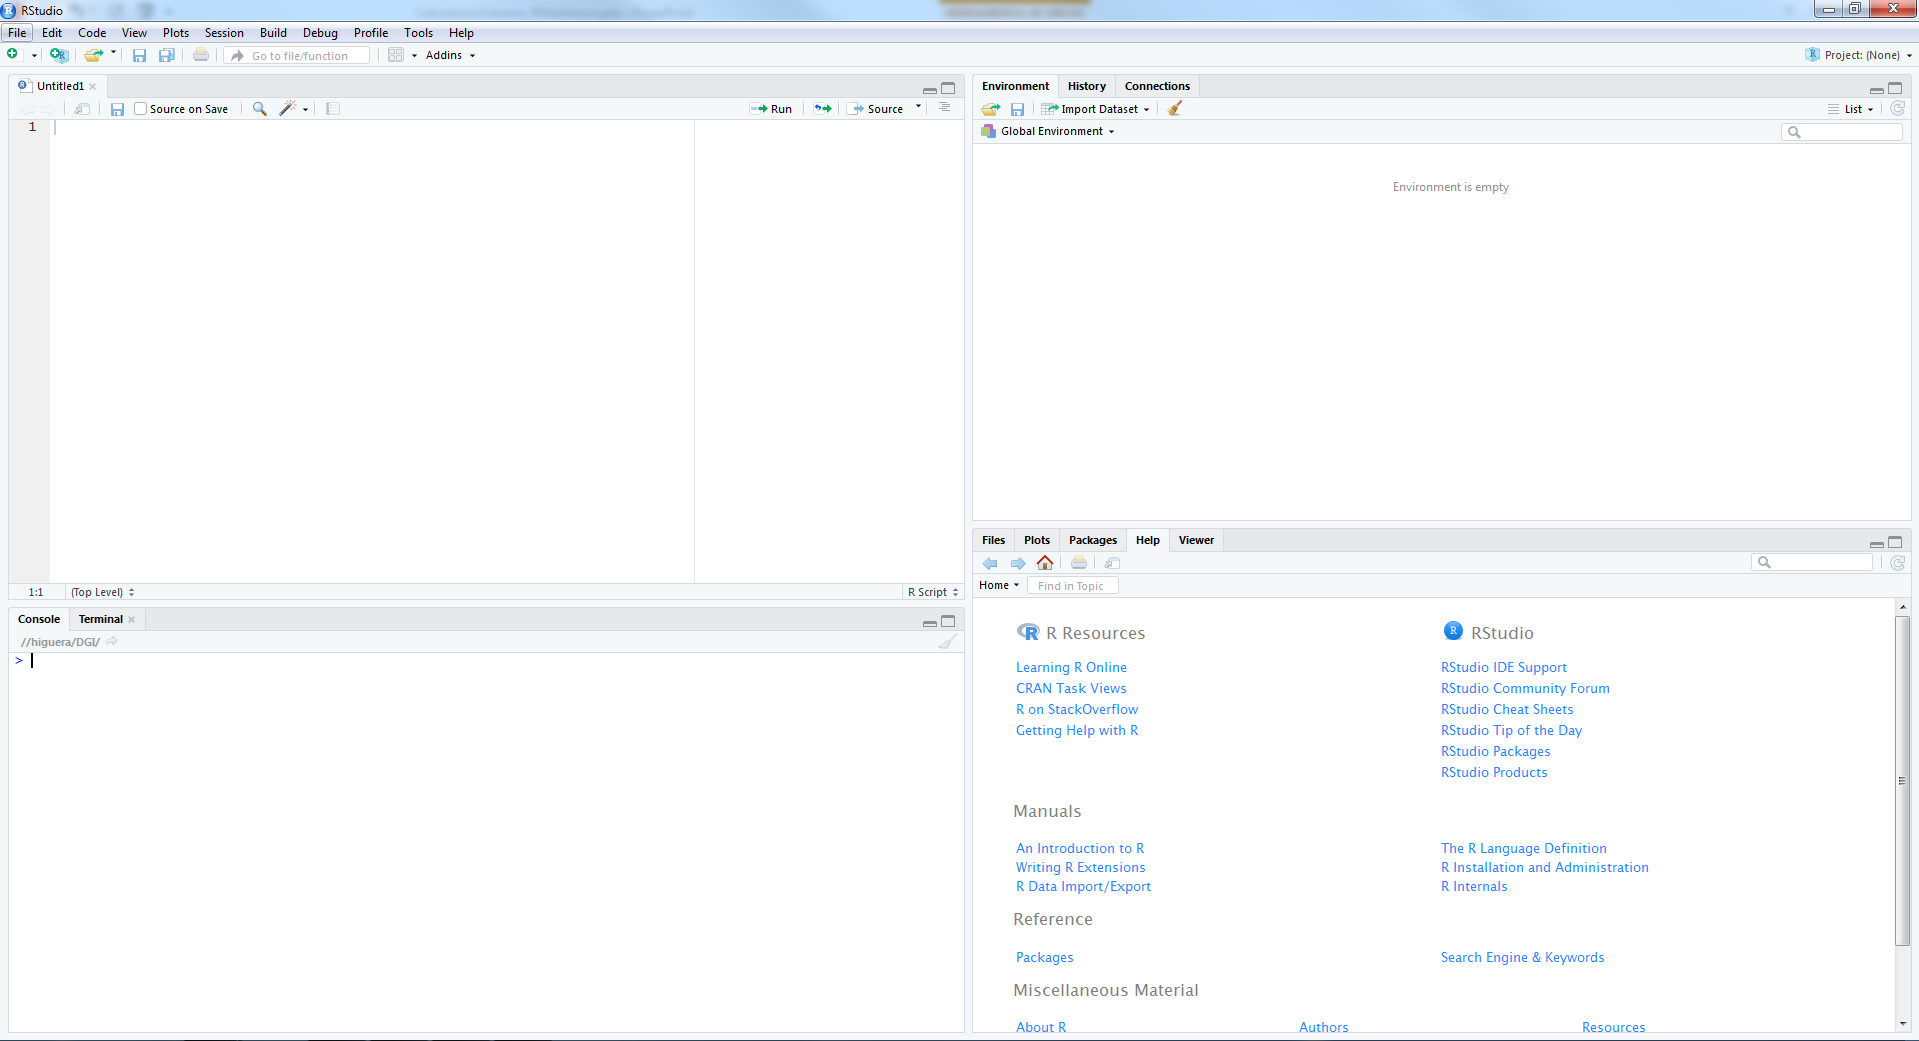 RStudio
File Edit Code View Plots Session Build Debug Profile Tools Help
Go to file/function Addins Project: (None)
Untitled1
Source on Save Run Source
1
1:1 (Top Level) R Script
Console Terminal
//higuera/DGI/
>
Environment History Connections
Import Dataset List
Global Environment
Environment is empty
Files Plots Packages Help Viewer
Home Find in Topic
R Resources
Learning R Online
CRAN Task Views
R on StackOverflow
Getting Help with R
RStudio
RStudio IDE Support
RStudio Community Forum
RStudio Cheat Sheets
RStudio Tip of the Day
RStudio Packages
RStudio Products
Manuals
An Introduction to R The R Language Definition
Writing R Extensions R Installation and Administration
R Data Import/Export R Internals
Reference
Packages Search Engine & Keywords
Miscellaneous Material
About R Authors Resources